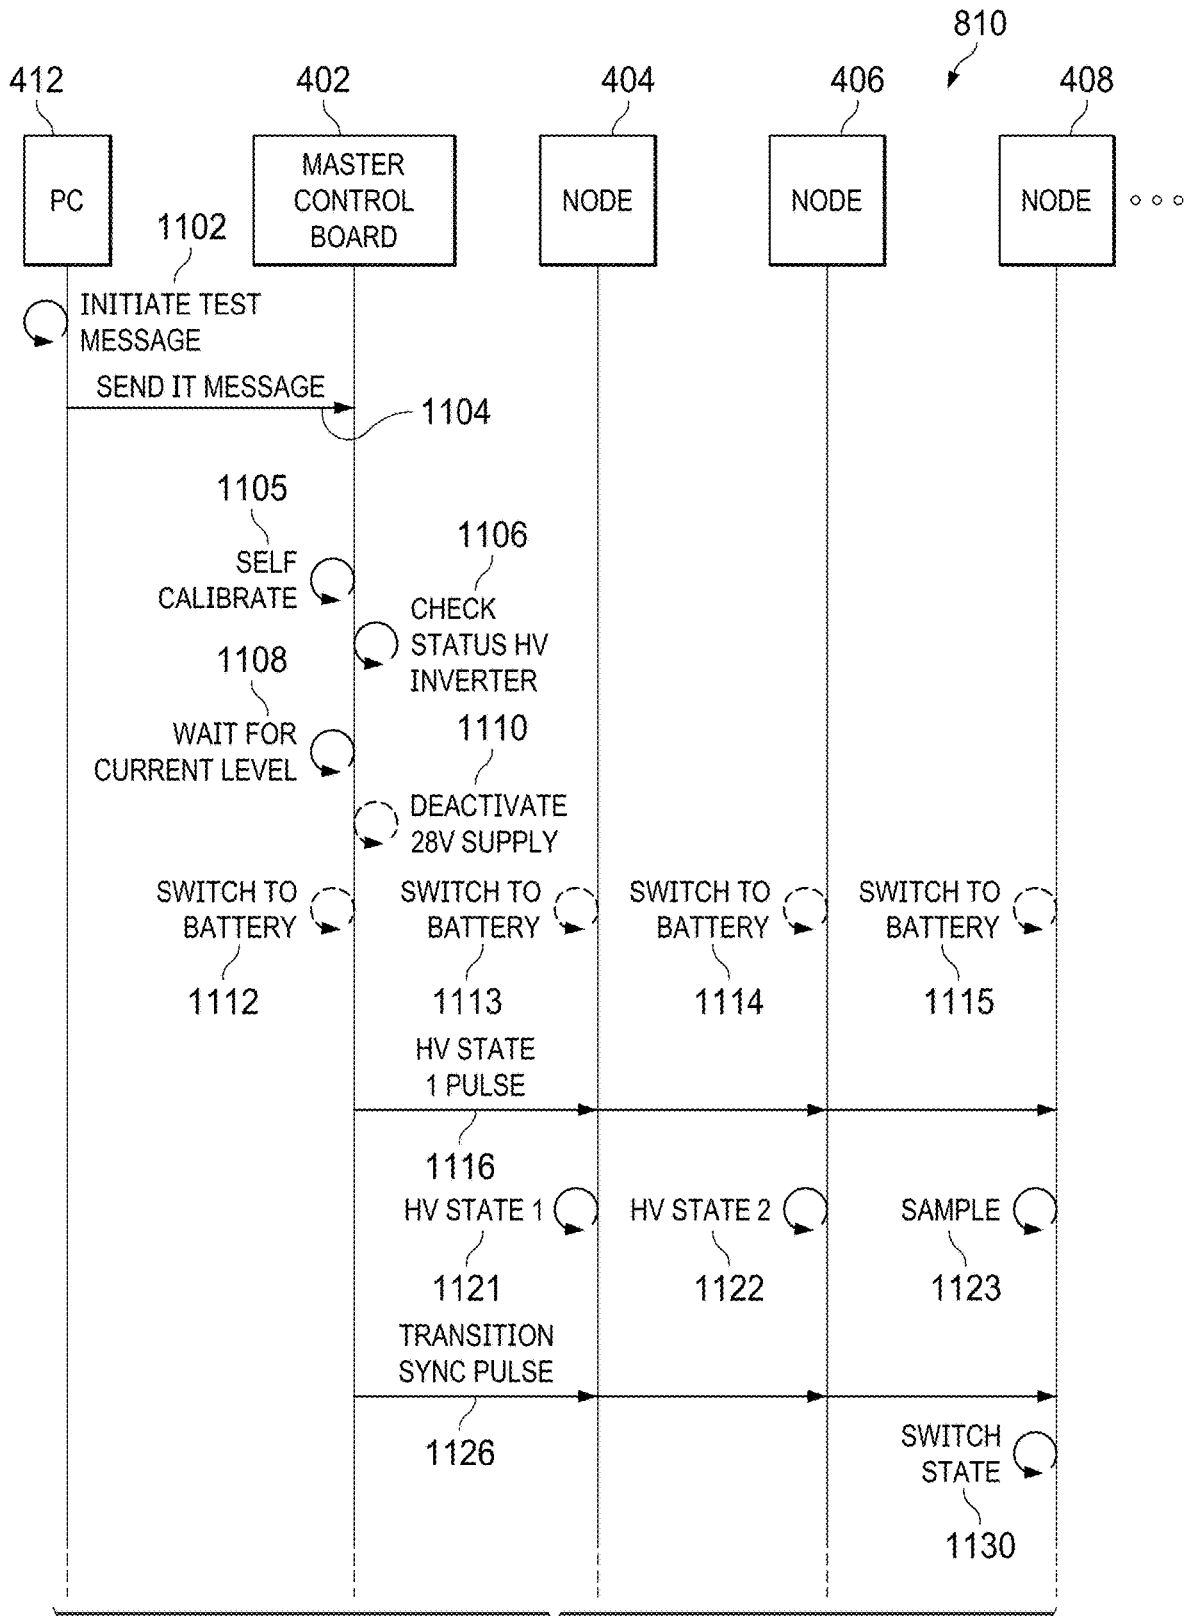 810
412
402
404
406
408
PC
MASTER
CONTROL
BOARD
NODE
NODE
NODE
1102
INITIATE TEST
MESSAGE
SEND IT MESSAGE
1104
1105
SELF
CALIBRATE
1106
CHECK
STATUS HV
INVERTER
1108
WAIT FOR
CURRENT LEVEL
1110
DEACTIVATE
28V SUPPLY
SWITCH TO
BATTERY
1112
SWITCH TO
BATTERY
1113
SWITCH TO
BATTERY
1114
SWITCH TO
BATTERY
1115
HV STATE
1 PULSE
1116
HV STATE 1
1121
HV STATE 2
1122
SAMPLE
1123
TRANSITION
SYNC PULSE
1126
SWITCH
STATE
1130